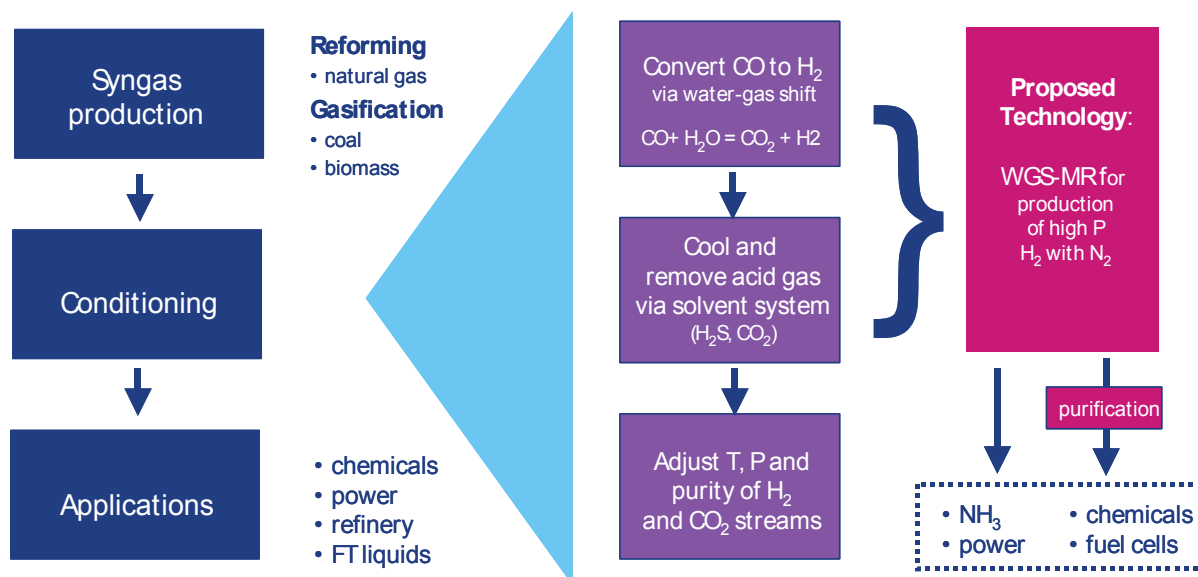 Syngas
production
Reforming
• natural gas
Gasification
• coal
• biomass
Conditioning
Applications
• chemicals
• power
• refinery
• FT liquids
Convert CO to H₂
via water-gas shift
CO+ H₂O = CO₂ + H2
Cool and
remove acid gas
via solvent system
(H₂S, CO₂)
Adjust T, P and
purity of H₂
and CO₂ streams
}
Proposed
Technology:
WGS-MR for
production
of high P
H₂ with N₂
purification
• NH₃
• power
• chemicals
• fuel cells